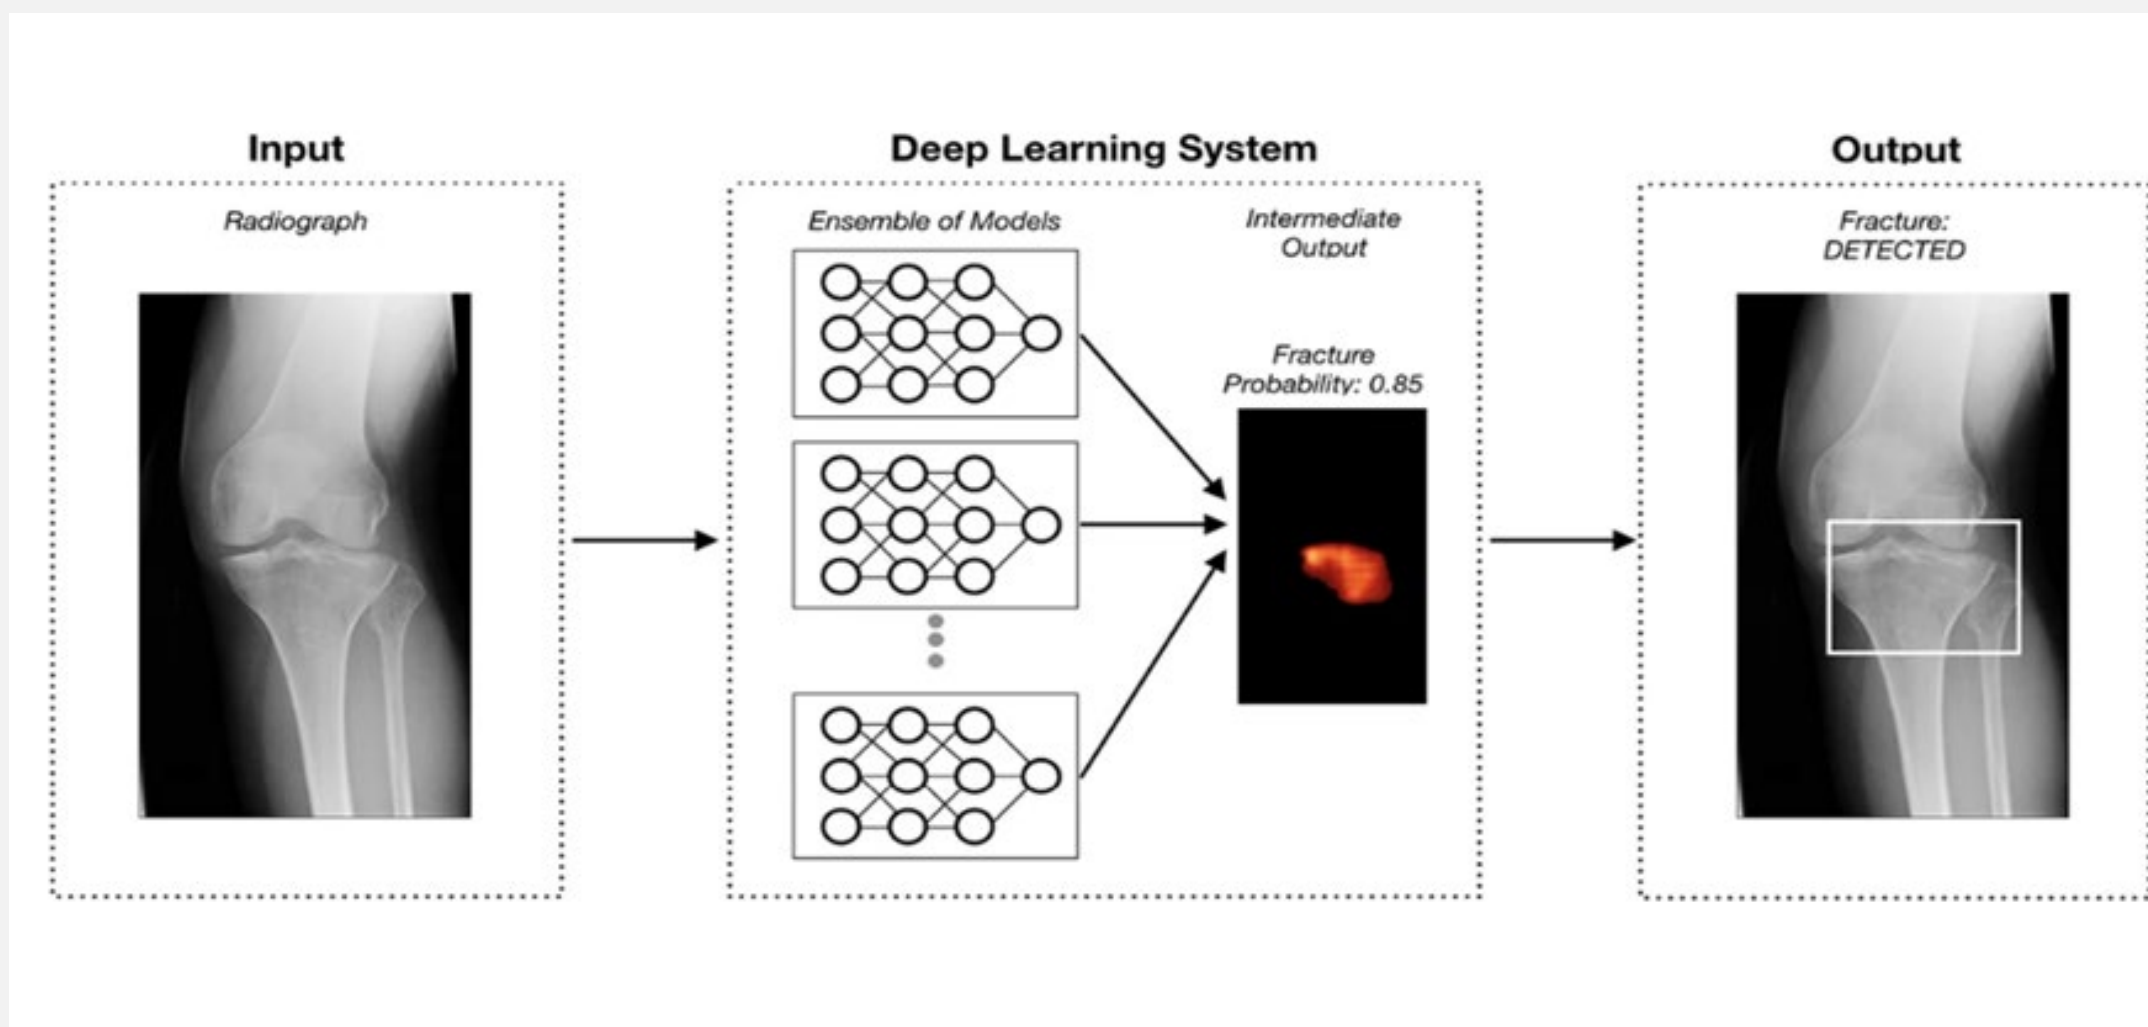 Input
Radiograph
Deep Learning System
Ensemble of Models
Intermediate
Output
Fracture
Probability: 0.85
Output
Fracture:
DETECTED